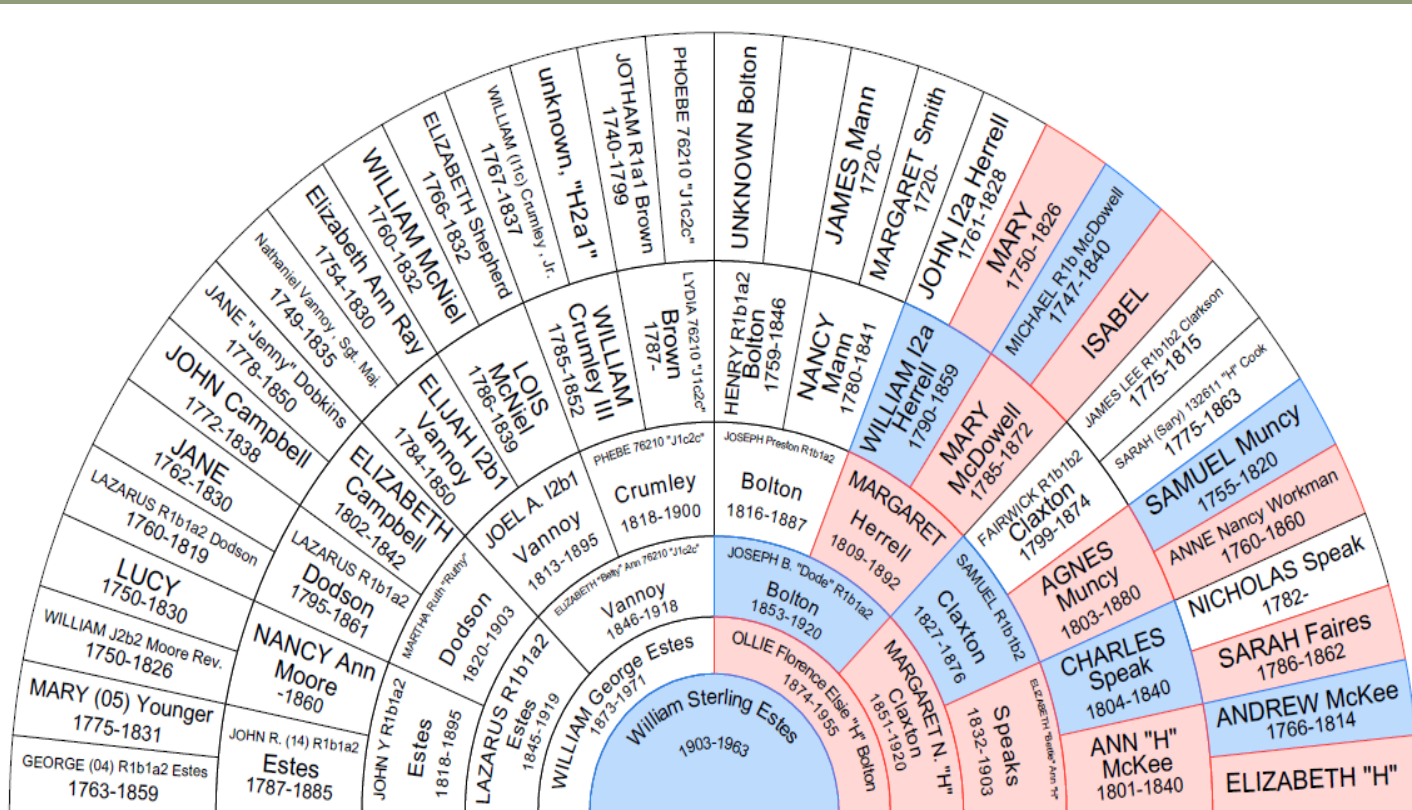 GEORGE (04) R1b1a2 Estes
1763-1859
MARY (05) Younger
1775-1831
WILLIAM J2b2 Moore Rev.
1750-1826
LUCY
1750-1830
LAZARUS R1b1a2 Dodson
1760-1819
JANE
1762-1830
JOHN Campbell
1772-1838
JANE "Jenny" Dobkins
1778-1850
Nathaniel Vannoy , Sgt. Maj.
1749-1835
Elizabeth Ann Ray
1754-1830
WILLIAM McNiel
1760-1832
ELIZABETH Shepherd
1766-1832
WILLIAM (I1c) Crumley , Jr.
1767-1837
unknown, "H2a1"
JOTHAM R1a1 Brown
1740-1799
PHOEBE 76210 "J1c2c"
UNKNOWN Bolton
JAMES Mann
1720-
MARGARET Smith
1720-
JOHN I2a Herrell
1761-1828
MARY
1750-1826
MICHAEL R1b McDowell
1747-1840
ISABEL
JAMES LEE R1b1b2 Clarkson
1775-1815
SARAH (Sary) 132611 "H" Cook
1775-1863
SAMUEL Muncy
1755-1820
ANNE Nancy Workman
1760-1860
NICHOLAS Speak
1782-
SARAH Faires
1786-1862
ANDREW McKee
1766-1814
ELIZABETH "H"
JOHN R. (14) R1b1a2
Estes
1787-1885
NANCY Ann
Moore
-1860
LAZARUS R1b1a2
Dodson
1795-1861
ELIZABETH
Campbell
1802-1842
ELIJAH I2b1
Vannoy
1784-1850
LOIS
McNiel
1786-1839
WILLIAM
Crumley III
1785-1852
LYDIA 76210 "J1c2c"
Brown
1787-
HENRY R1b1a2
Bolton
1759-1846
NANCY
Mann
1780-1841
WILLIAM I2a
Herrell
1790-1859
MARY
McDowell
1785-1872
FAIRWICK R1b1b2
Claxton
1799-1874
AGNES
Muncy
1803-1880
CHARLES
Speak
1804-1840
ANN "H"
McKee
1801-1840
JOHN Y R1b1a2
Estes
1818-1895
MARTHA Ruth "Ruthy"
Dodson
1820-1903
JOEL A. I2b1
Vannoy
1813-1895
PHEBE 76210 "J1c2c"
Crumley
1818-1900
JOSEPH Preston R1b1a2
Bolton
1816-1887
MARGARET
Herrell
1809-1892
SAMUEL R1b1b2
Claxton
1827-1876
ELIZABETH "Bettie" Ann "H"
Speaks
1832-1903
LAZARUS R1b1a2
Estes
1845-1919
ELIZABETH "Betty" Ann 76210 "J1c2c"
Vannoy
1846-1918
JOSEPH B. "Dode" R1b1a2
Bolton
1853-1920
MARGARET N. "H"
Claxton
1851-1920
WILLIAM George Estes
1873-1971
OLLIE Florence Elsie "H" Bolton
1874-1955
William Sterling Estes
1903-1963